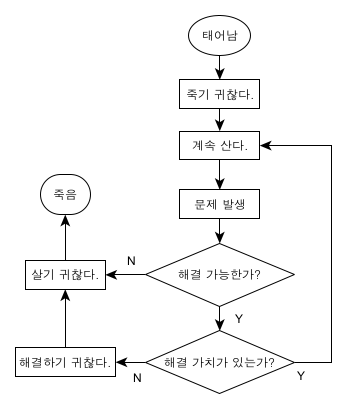 태어남
죽기 귀찮다.
계속 산다.
죽음
문제 발생
N
살기 귀찮다.
해결 가능한가?
Y
해결하기 귀찮다.
해결 가치가 있는가?
N
Y